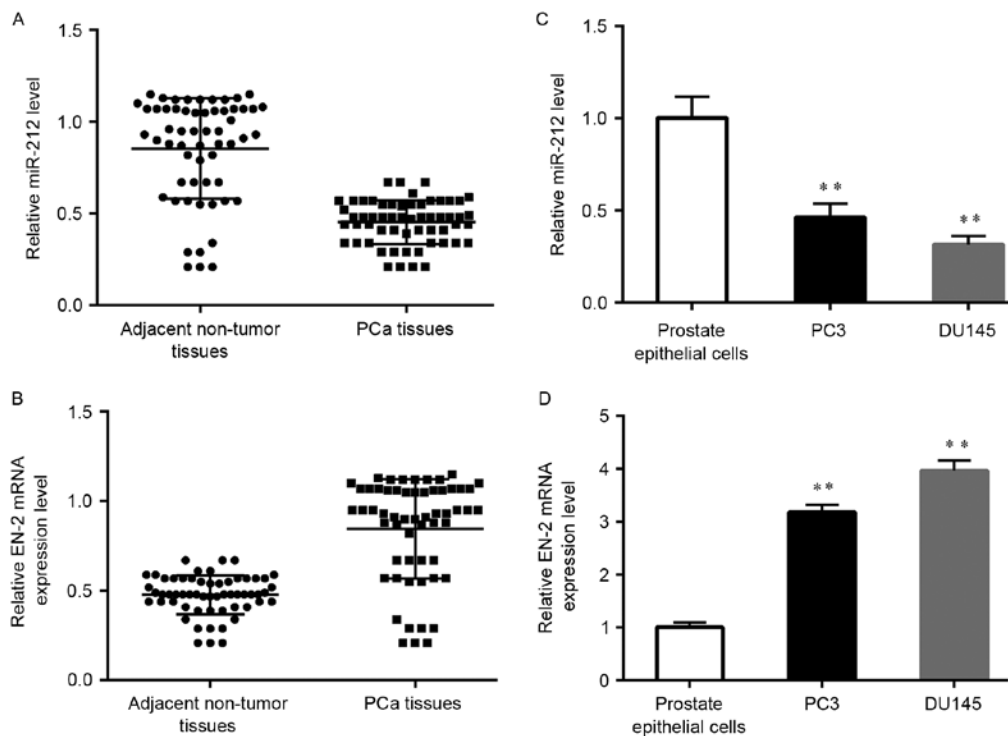 A
Relative miR-212 level
1.5
1.0
0.5
0.0
Adjacent non-tumor
tissues
PCa tissues
C
Relative miR-212 level
1.5
1.0
0.5
0.0
**
**
Prostate
epithelial cells
PC3
DU145
B
Relative EN-2 mRNA
expression level
1.5
1.0
0.5
0.0
Adjacent non-tumor
tissues
PCa tissues
D
Relative EN-2 mRNA
expression level
5
4
3
2
1
0
**
**
Prostate
epithelial cells
PC3
DU145